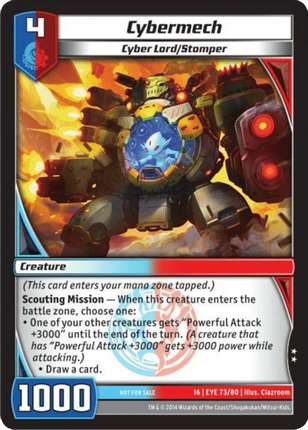 4
Cybermech
Cyber Lord/Stomper
Creature
(This card enters your mana zone tapped.)
Scouting Mission — When this creature enters the
battle zone, choose one:
• One of your other creatures gets "Powerful Attack
+3000" until the end of the turn. (A creature that
has "Powerful Attack +3000" gets +3000 power while
attacking.)
• Draw a card.
1000
NOT FOR SALE
16 | EYE 73/80 | illus. Clazroom
TM & © 2014 Wizards of the Coast/Shogakukan/Mitsui-Kids.